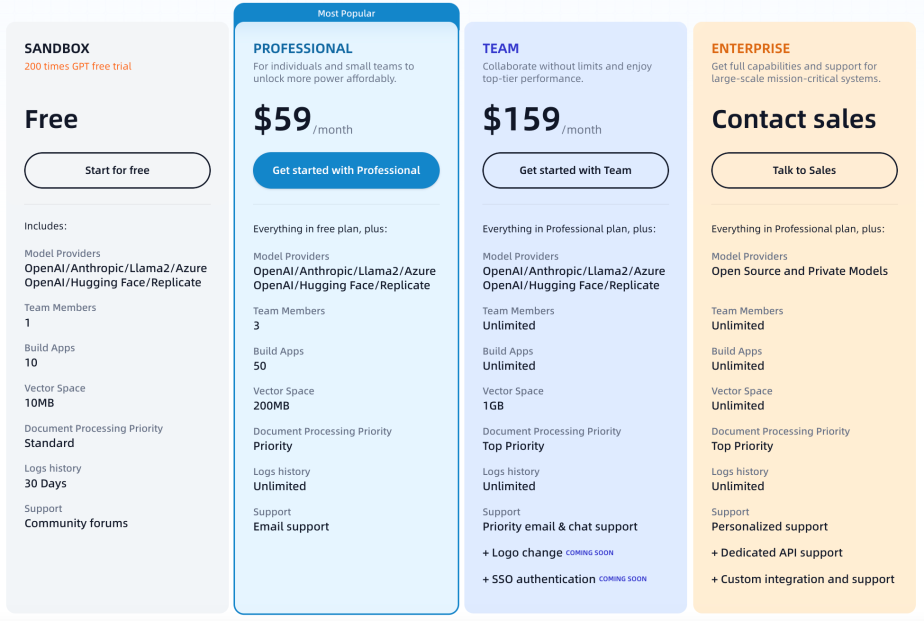 Most Popular
SANDBOX
200 times GPT free trial
Free
Start for free
Includes:
Model Providers
OpenAI/Anthropic/Llama2/Azure
OpenAI/Hugging Face/Replicate
Team Members
1
Build Apps
10
Vector Space
10MB
Document Processing Priority
Standard
Logs history
30 Days
Support
Community forums
PROFESSIONAL
For individuals and small teams to
unlock more power affordably.
$59/month
Get started with Professional
Everything in free plan, plus:
Model Providers
OpenAI/Anthropic/Llama2/Azure
OpenAI/Hugging Face/Replicate
Team Members
3
Build Apps
50
Vector Space
200MB
Document Processing Priority
Priority
Logs history
Unlimited
Support
Email support
TEAM
Collaborate without limits and enjoy
top-tier performance.
$159/month
Get started with Team
Everything in Professional plan, plus:
Model Providers
OpenAI/Anthropic/Llama2/Azure
OpenAI/Hugging Face/Replicate
Team Members
Unlimited
Build Apps
Unlimited
Vector Space
1GB
Document Processing Priority
Top Priority
Logs history
Unlimited
Support
Priority email & chat support
+ Logo change COMING SOON
+ SSO authentication COMING SOON
ENTERPRISE
Get full capabilities and support for
large-scale mission-critical systems.
Contact sales
Talk to Sales
Everything in Professional plan, plus:
Model Providers
Open Source and Private Models
Team Members
Unlimited
Build Apps
Unlimited
Vector Space
Unlimited
Document Processing Priority
Top Priority
Logs history
Unlimited
Support
Personalized support
+ Dedicated API support
+ Custom integration and support